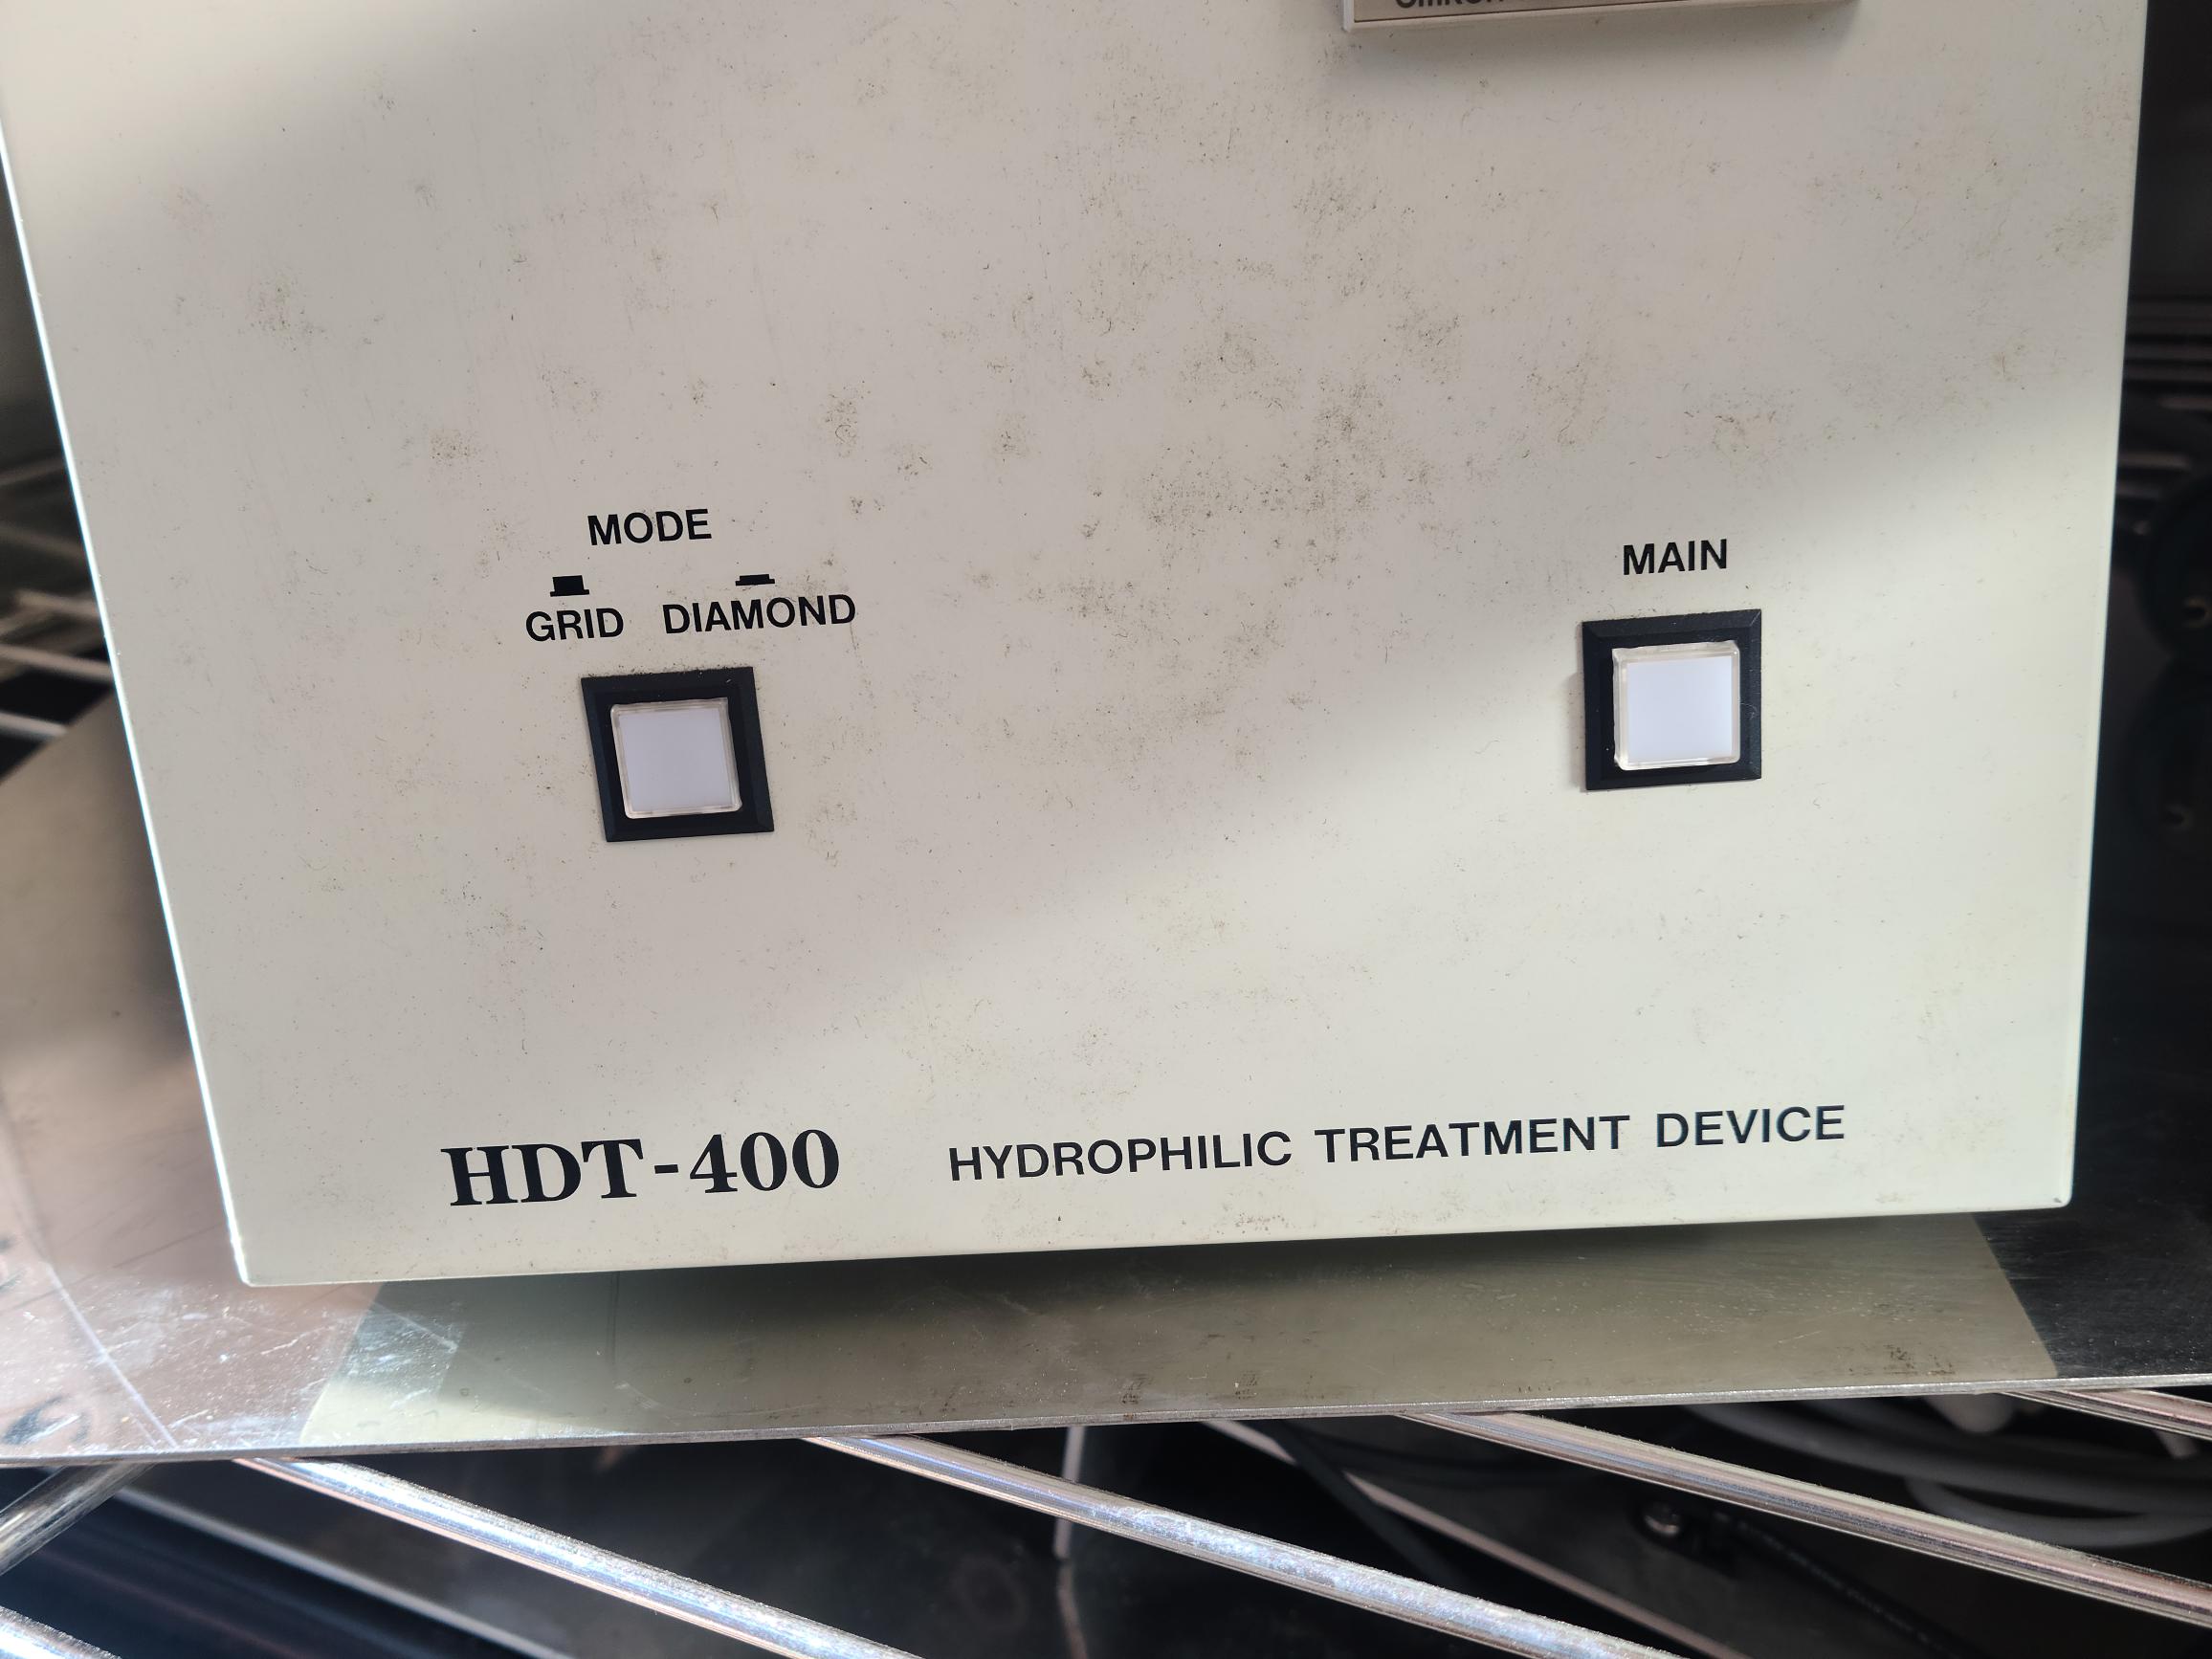 MODE
GRID DIAMOND
MAIN
HDT-400 HYDROPHILIC TREATMENT DEVICE